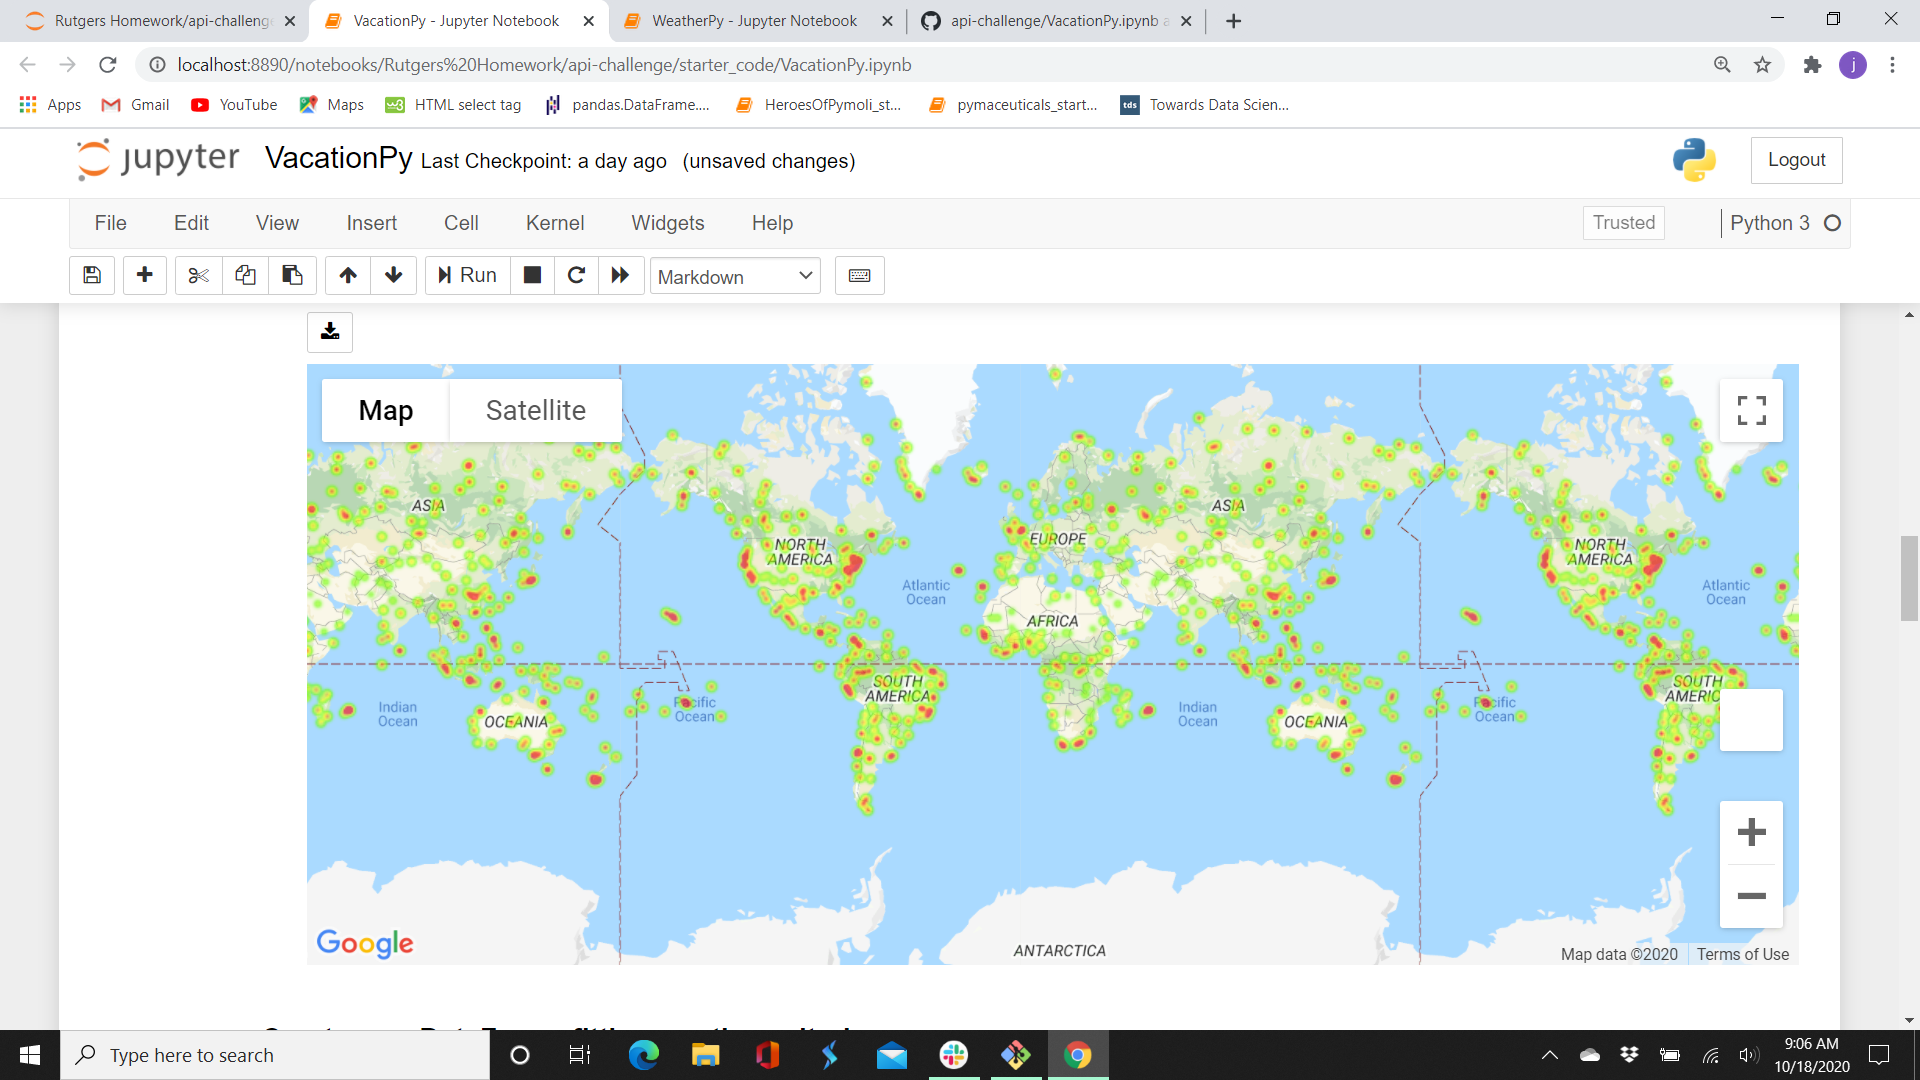 Rutgers Homework/api-challenge
VacationPy - Jupyter Notebook
WeatherPy - Jupyter Notebook
api-challenge/VacationPy.ipynb a
localhost:8890/notebooks/Rutgers%20Homework/api-challenge/starter_code/VacationPy.ipynb
j
Apps
Gmail
YouTube
Maps
HTML select tag
pandas.DataFrame....
HeroesOfPymoli_st...
pymaceuticals_start...
tds
Towards Data Scien...
jupyter
VacationPy Last Checkpoint: a day ago (unsaved changes)
Logout
File Edit View Insert Cell Kernel Widgets Help
Trusted
Python 3
Run
Markdown
Map
Satellite
ASIA
NORTH
AMERICA
EUROPE
ASIA
NORTH
AMERICA
Atlantic
Ocean
Atlantic
Ocean
AFRICA
SOUTH
AMERICA
SOUTH
AMERIC
Indian
Ocean
OCEANIA
Pacific
Ocean
Indian
Ocean
OCEANIA
Pacific
Ocean
Google
ANTARCTICA
Map data ©2020
Terms of Use
Type here to search
9:06 AM
10/18/2020